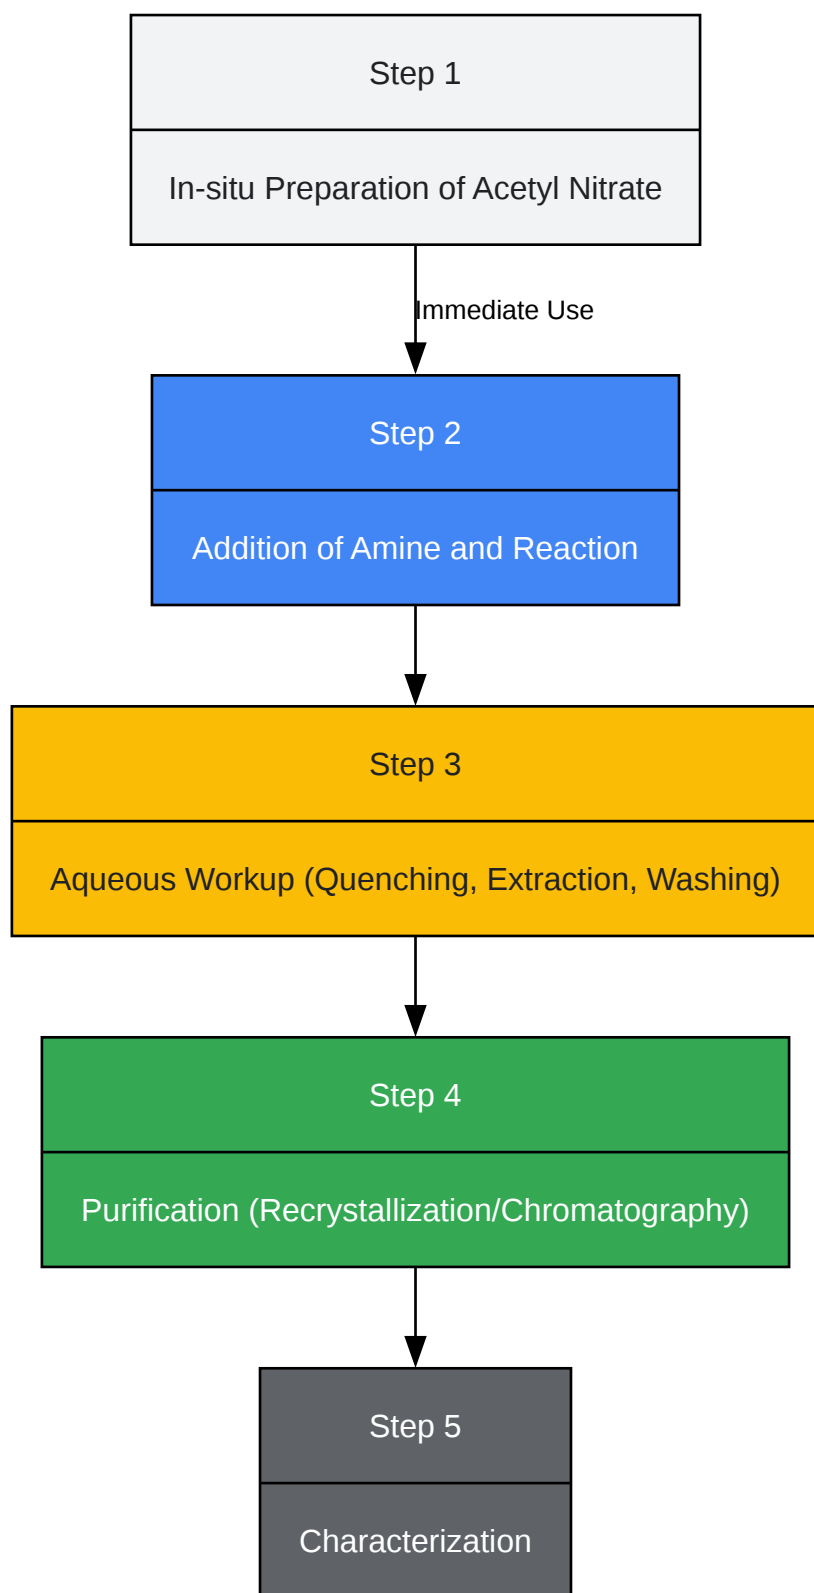 Step 1
In-situ Preparation of Acetyl Nitrate
Immediate Use
Step 2
Addition of Amine and Reaction
Step 3
Aqueous Workup (Quenching, Extraction, Washing)
Step 4
Purification (Recrystallization/Chromatography)
Step 5
Characterization